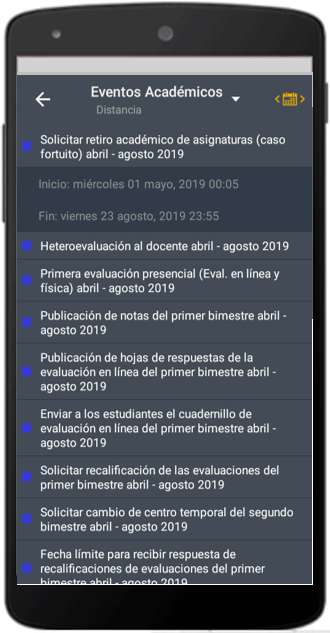 Eventos Académicos
Distancia
Solicitar retiro académico de asignaturas (caso
fortuito) abril - agosto 2019
Inicio: miércoles 01 mayo, 2019 00:05
Fin: viernes 23 agosto, 2019 23:55
Heteroevaluación al docente abril - agosto 2019
Primera evaluación presencial (Eval. en línea y
física) abril - agosto 2019
Publicación de notas del primer bimestre abril -
agosto 2019
Publicación de hojas de respuestas de la
evaluación en línea del primer bimestre abril -
agosto 2019
Enviar a los estudiantes el cuadernillo de
evaluación en línea del primer bimestre abril -
agosto 2019
Solicitar recalificación de las evaluaciones del
primer bimestre abril - agosto 2019
Solicitar cambio de centro temporal del segundo
bimestre abril - agosto 2019
Fecha límite para recibir respuesta de
recalificaciones de evaluaciones del primer
bimestre abril - agosto 2019